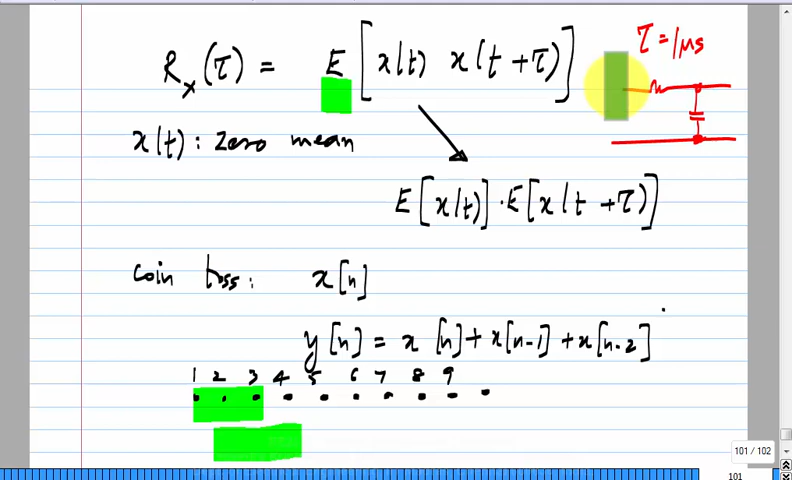 τ = 1μs
Rx(τ) = E[x(t) x(t+τ)]
x(t) : zero mean
E[x(t)]·E[x(t+τ)]
coin toss: x[n]
y[n] = x[n] + x[n-1] + x[n-2]
1 2 3 4 5 6 7 8 9
101 / 102
101